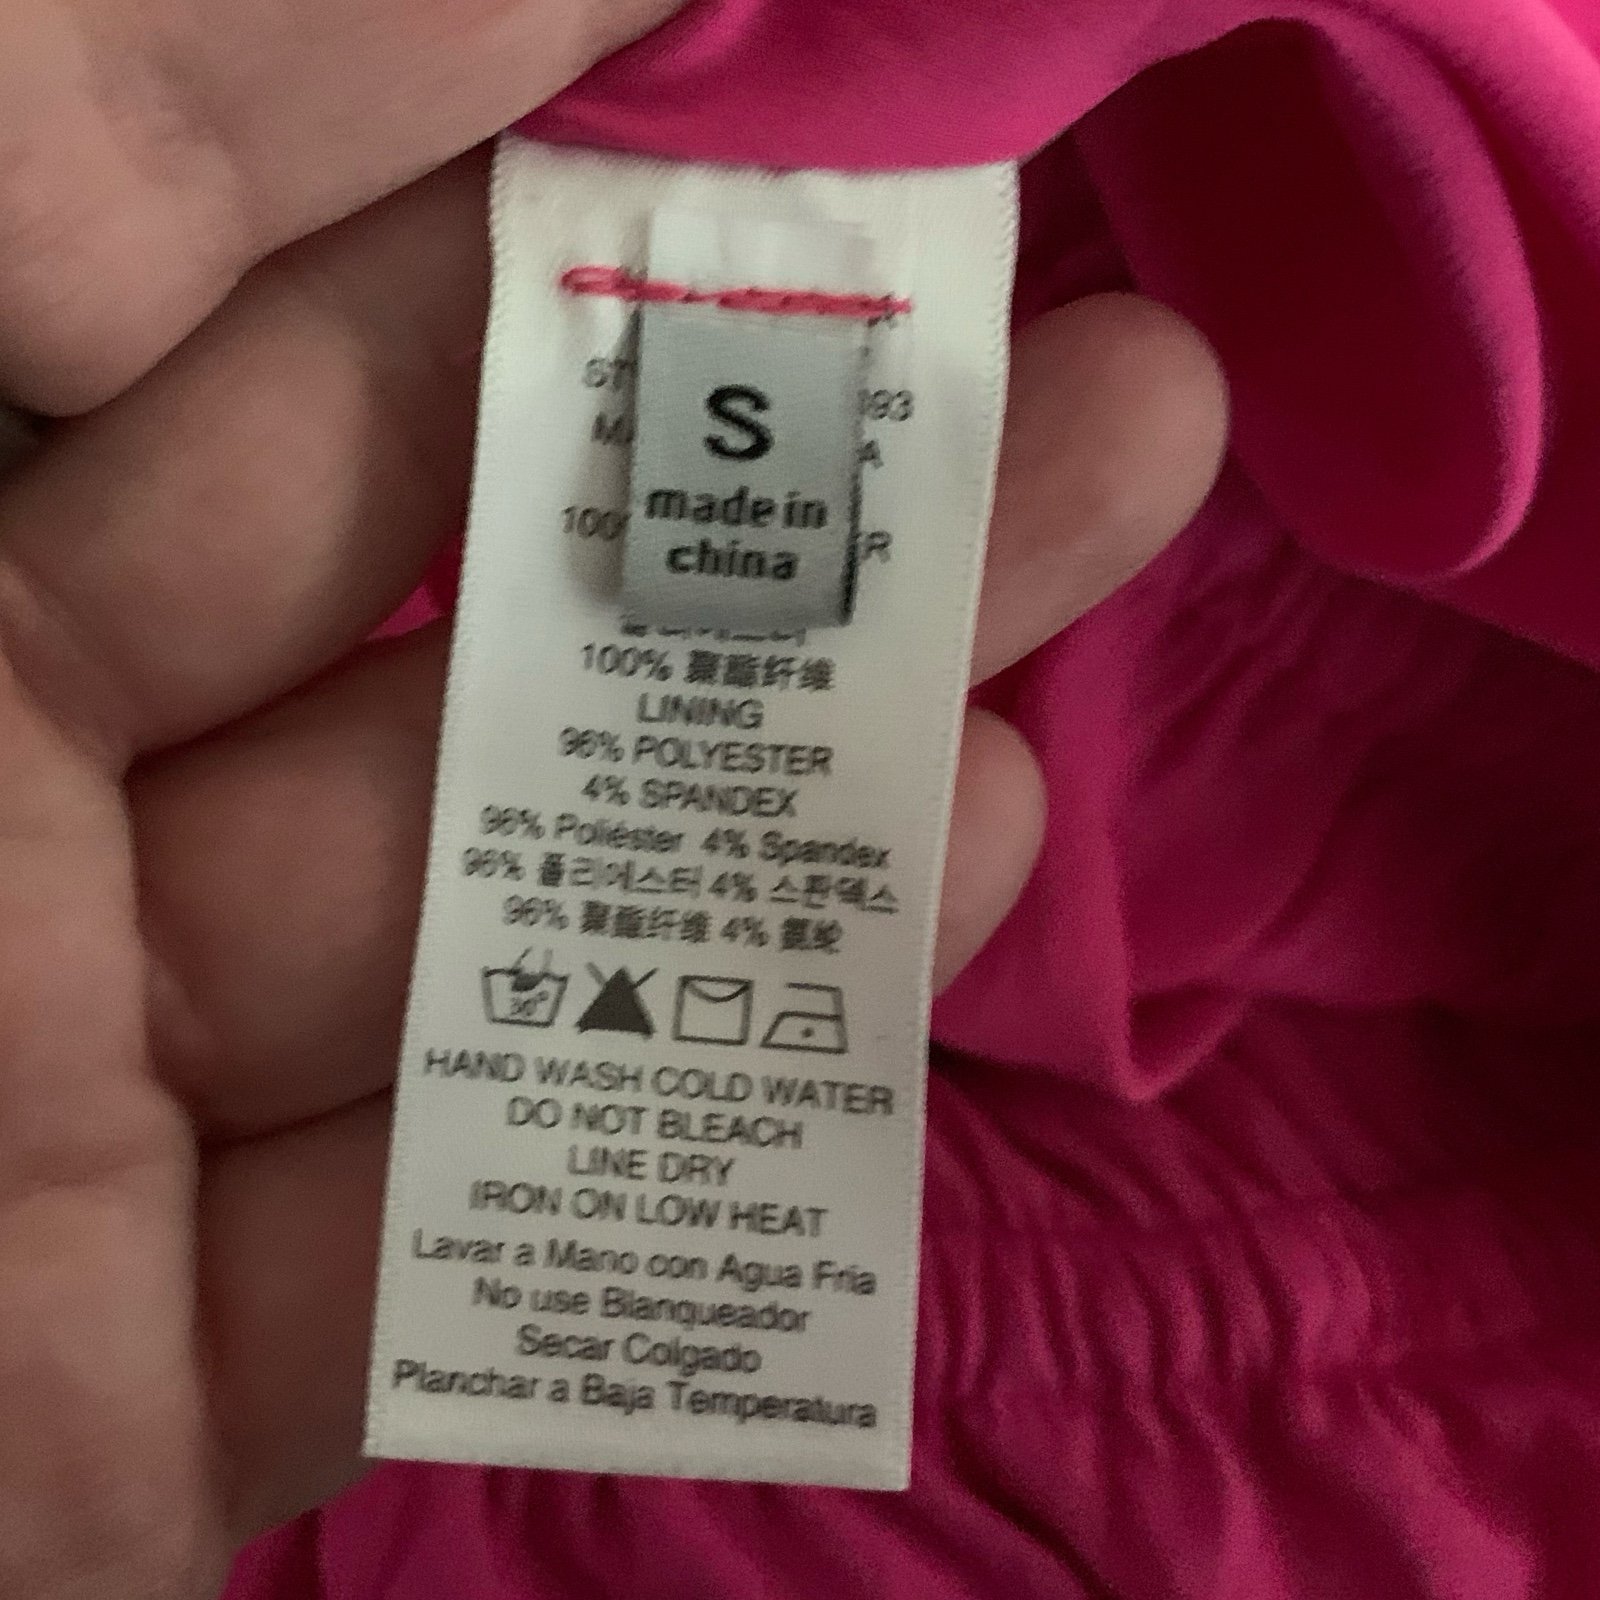 S
made in
china
93
A
100
R
100% 聚酯纤维
LINING
96% POLYESTER
4% SPANDEX
96% Poliéster 4% Spandex
96% 폴리에스터 4% 스판덱스
96% 聚酯纤维 4% 氨纶
30°
HAND WASH COLD WATER
DO NOT BLEACH
LINE DRY
IRON ON LOW HEAT
Lavar a Mano con Agua Fria
No use Blanqueador
Secar Colgado
Planchar a Baja Temperatura